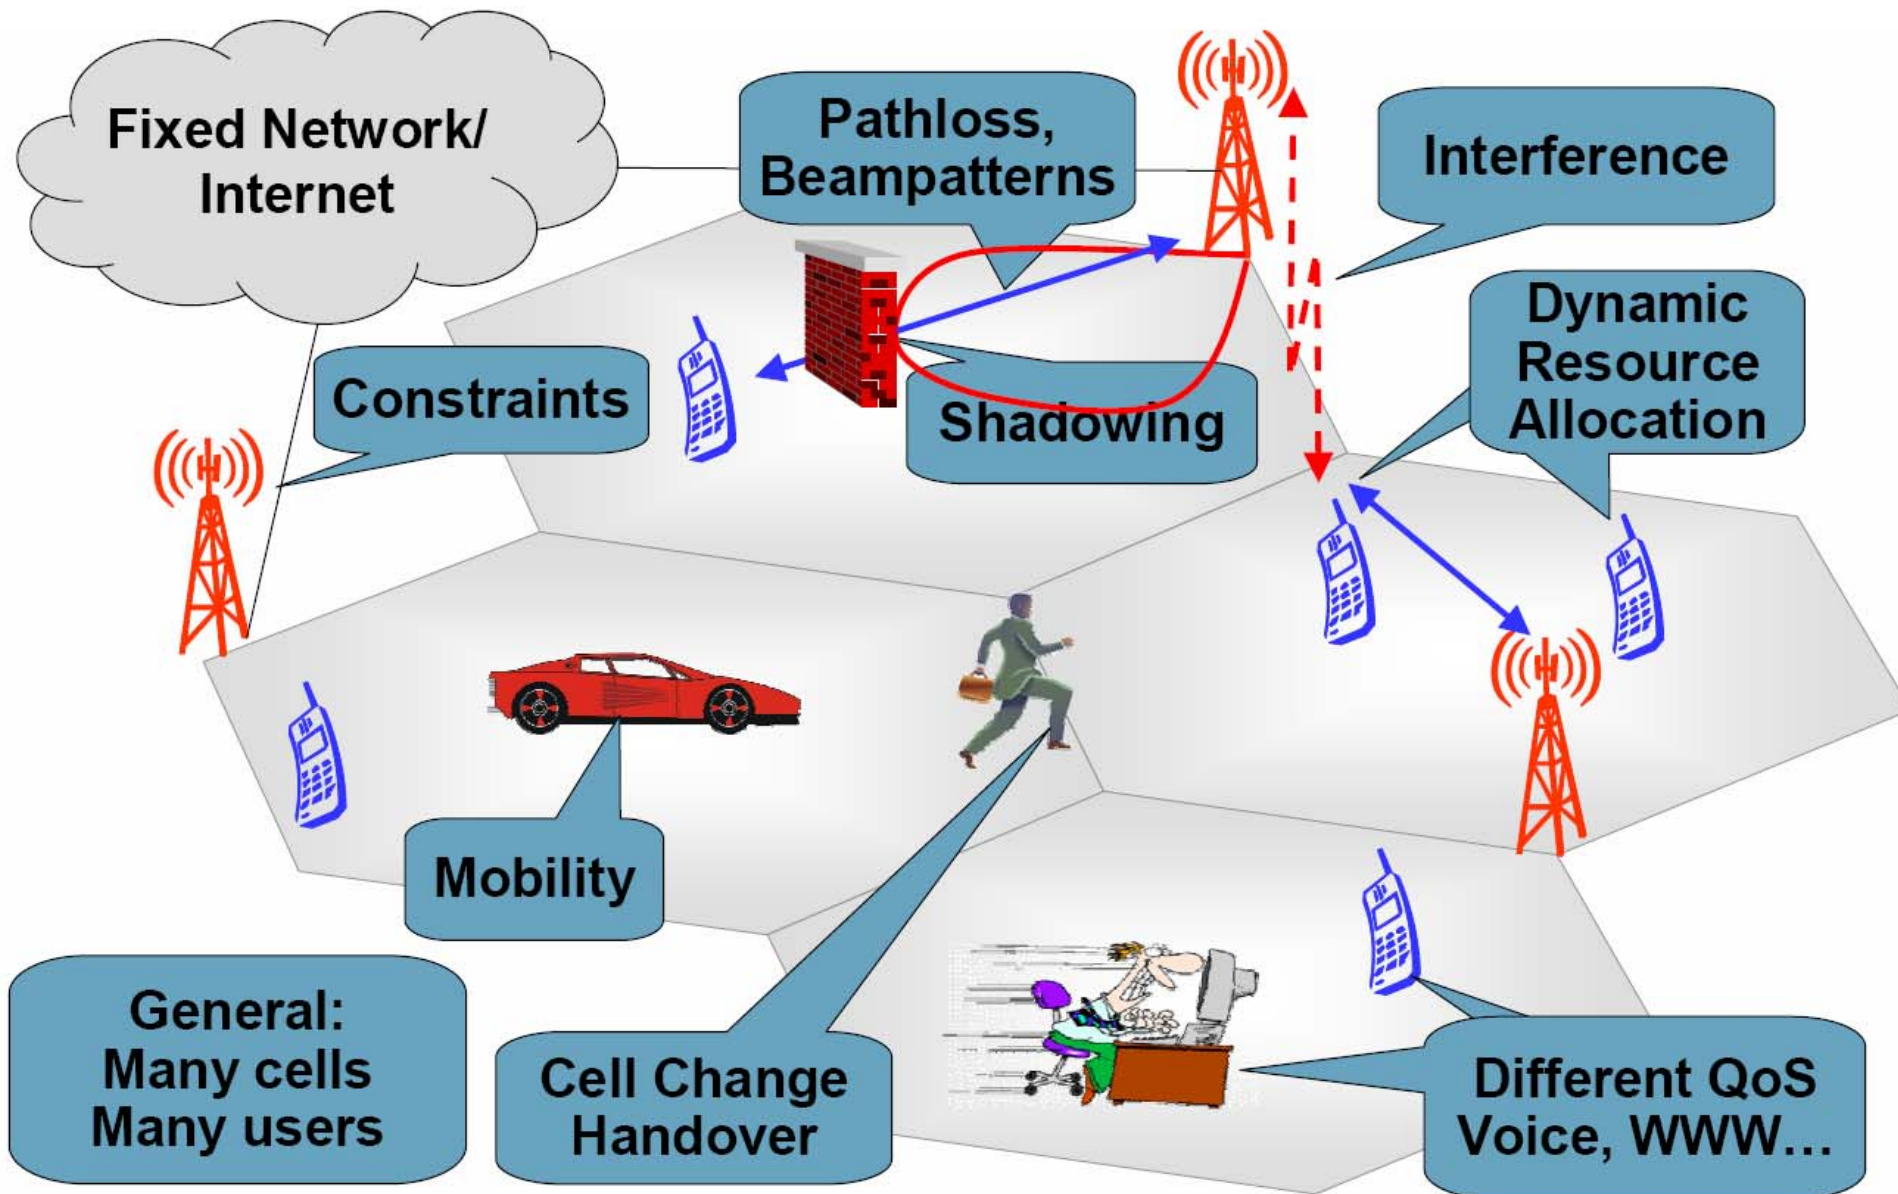 Fixed Network/
Internet
Pathloss,
Beampatterns
Interference
Dynamic
Resource
Allocation
Constraints
Shadowing
Mobility
General:
Many cells
Many users
Cell Change
Handover
Different QoS
Voice, WWW…